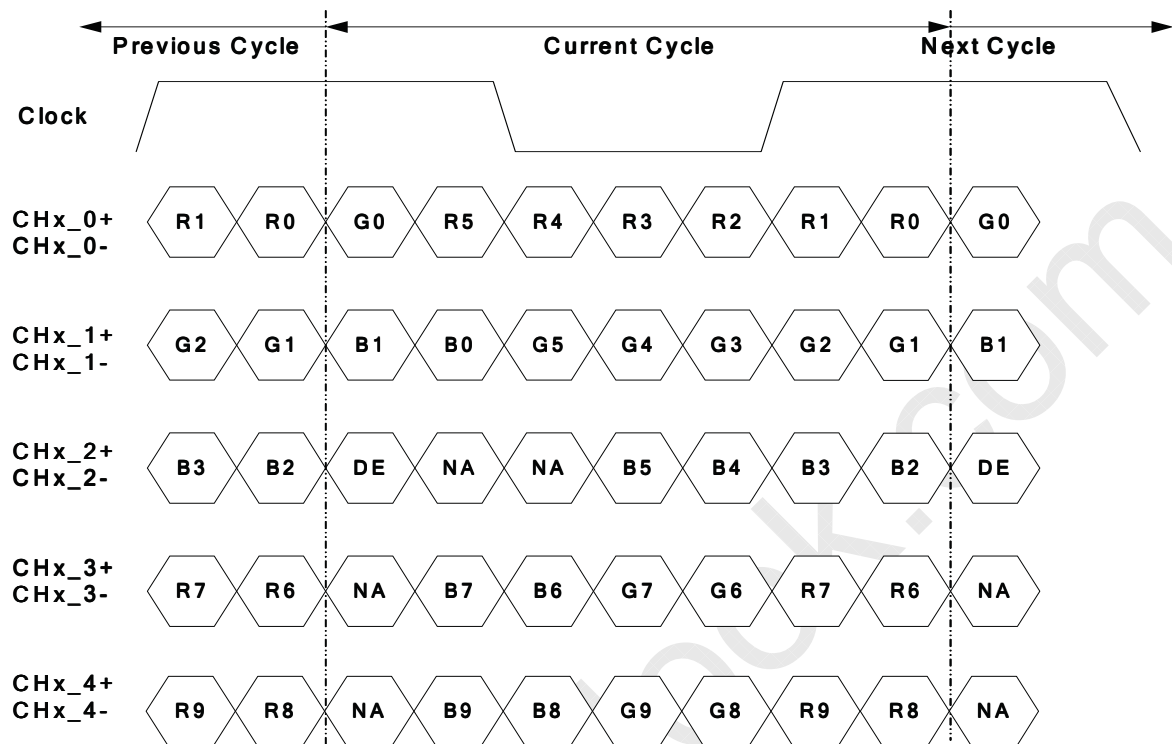 Previous Cycle Current Cycle Next Cycle
Clock
CHx_0+
CHx_0-
R1 R0 G0 R5 R4 R3 R2 R1 R0 G0
CHx_1+
CHx_1-
G2 G1 B1 B0 G5 G4 G3 G2 G1 B1
CHx_2+
CHx_2-
B3 B2 DE NA NA B5 B4 B3 B2 DE
CHx_3+
CHx_3-
R7 R6 NA B7 B6 G7 G6 R7 R6 NA
CHx_4+
CHx_4-
R9 R8 NA B9 B8 G9 G8 R9 R8 NA